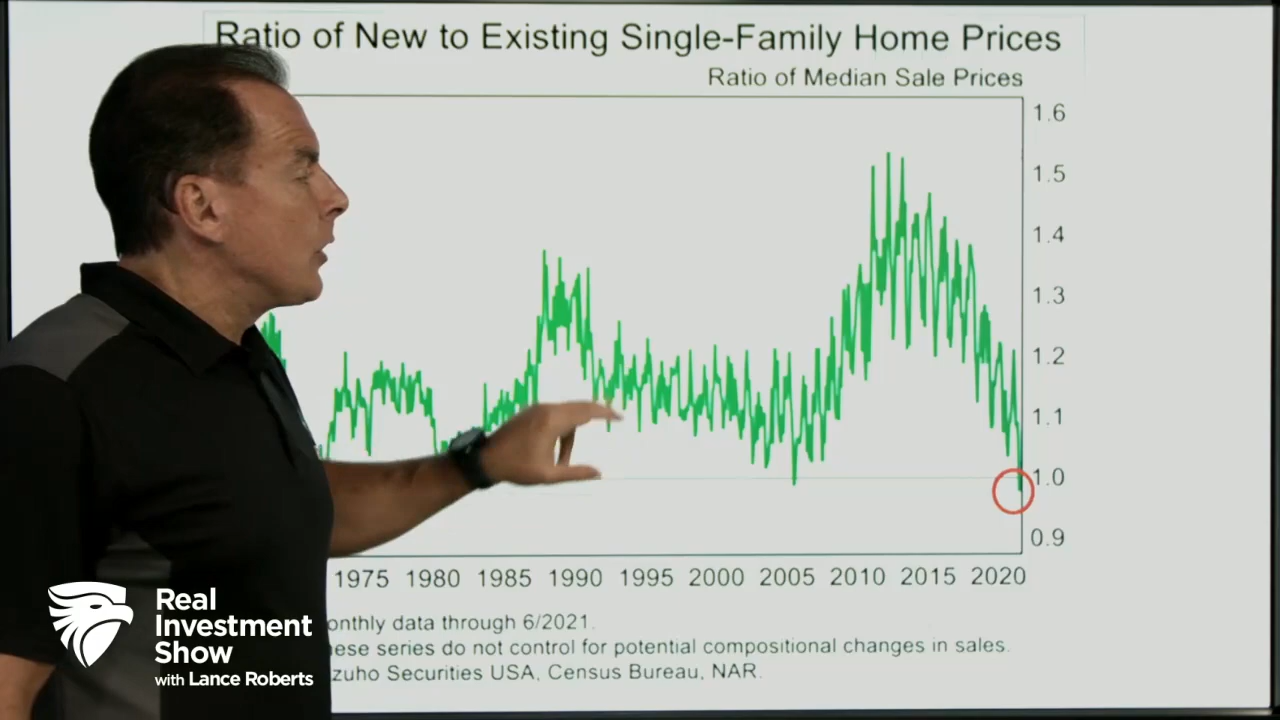 Ratio of New to Existing Single-Family Home Prices
Ratio of Median Sale Prices
1.6
1.5
1.4
1.3
1.2
1.1
1.0
0.9
1975 1980 1985 1990 1995 2000 2005 2010 2015 2020
onthly data through 6/2021.
ese series do not control for potential compositional changes in sales.
zuho Securities USA, Census Bureau, NAR.
Real
Investment
Show
with Lance Roberts